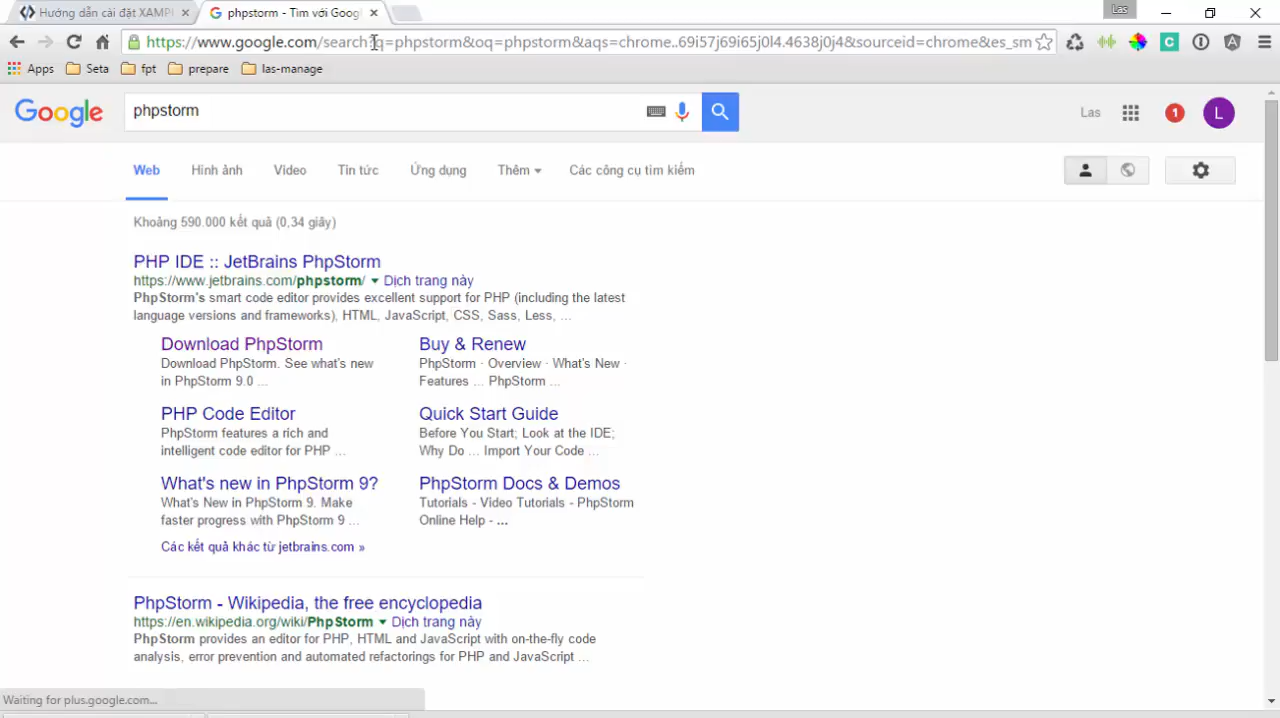 Hướng dẫn cài đặt XAMP
phpstorm - Tìm với Goog
Las
https://www.google.com/search?q=phpstorm&oq=phpstorm&aqs=chrome..69i57j69i65j0l4.4638j0j4&sourceid=chrome&es_sm
Apps Seta fpt prepare las-manage
Google
phpstorm
Las
1
L
Web Hình ảnh Video Tin tức Ứng dụng Thêm Các công cụ tìm kiếm
Khoảng 590.000 kết quả (0,34 giây)
PHP IDE :: JetBrains PhpStorm
https://www.jetbrains.com/phpstorm/ Dịch trang này
PhpStorm's smart code editor provides excellent support for PHP (including the latest
language versions and frameworks), HTML, JavaScript, CSS, Sass, Less, ...
Download PhpStorm
Download PhpStorm. See what's new
in PhpStorm 9.0 ...
Buy & Renew
PhpStorm · Overview · What's New ·
Features ... PhpStorm ...
PHP Code Editor
PhpStorm features a rich and
intelligent code editor for PHP ...
Quick Start Guide
Before You Start; Look at the IDE;
Why Do ... Import Your Code ...
What's new in PhpStorm 9?
What's New in PhpStorm 9. Make
faster progress with PhpStorm 9 ...
PhpStorm Docs & Demos
Tutorials - Video Tutorials - PhpStorm
Online Help - ...
Các kết quả khác từ jetbrains.com »
PhpStorm - Wikipedia, the free encyclopedia
https://en.wikipedia.org/wiki/PhpStorm Dịch trang này
PhpStorm provides an editor for PHP, HTML and JavaScript with on-the-fly code
analysis, error prevention and automated refactorings for PHP and JavaScript ...
Waiting for plus.google.com...